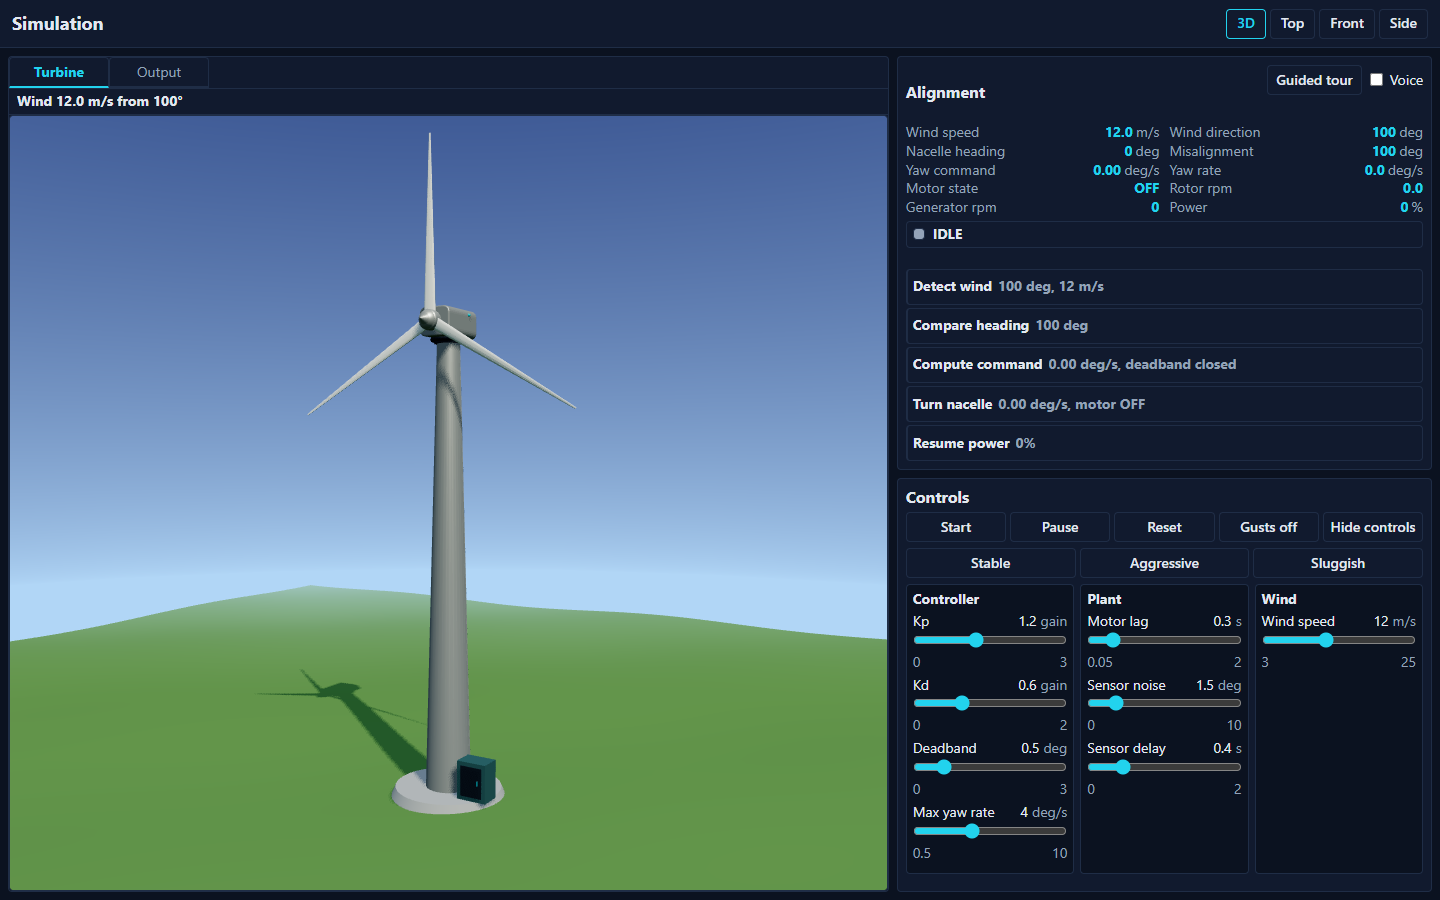 Simulation
3D Top Front Side
Turbine Output
Wind 12.0 m/s from 100°
Guided tour Voice
Alignment
Wind speed 12.0 m/s Wind direction 100 deg
Nacelle heading 0 deg Misalignment 100 deg
Yaw command 0.00 deg/s Yaw rate 0.0 deg/s
Motor state OFF Rotor rpm 0.0
Generator rpm 0 Power 0 %
IDLE
Detect wind 100 deg, 12 m/s
Compare heading 100 deg
Compute command 0.00 deg/s, deadband closed
Turn nacelle 0.00 deg/s, motor OFF
Resume power 0%
Controls
Start Pause Reset Gusts off Hide controls
Stable Aggressive Sluggish
Controller
Kp 1.2 gain
0 3
Kd 0.6 gain
0 2
Deadband 0.5 deg
0 3
Max yaw rate 4 deg/s
0.5 10
Plant
Motor lag 0.3 s
0.05 2
Sensor noise 1.5 deg
0 10
Sensor delay 0.4 s
0 2
Wind
Wind speed 12 m/s
3 25